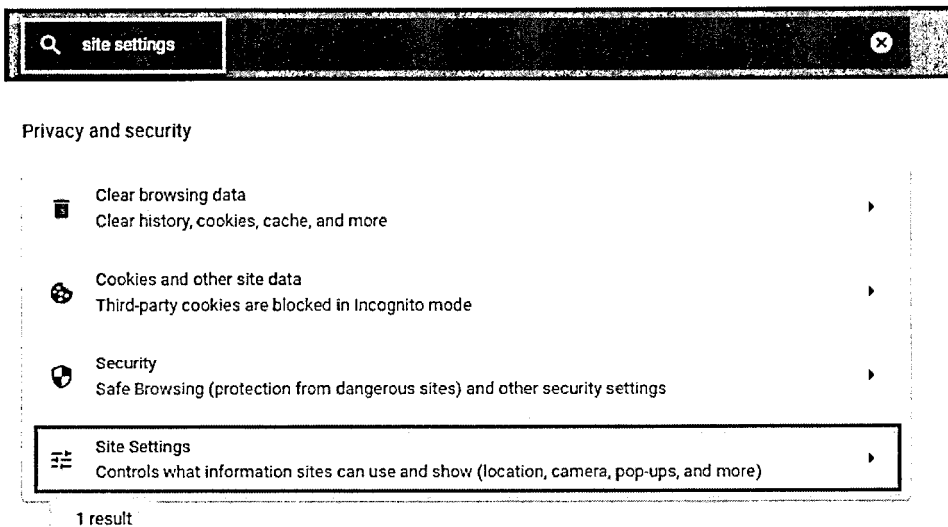 site settings
Privacy and security
Clear browsing data
Clear history, cookies, cache, and more
Cookies and other site data
Third-party cookies are blocked in Incognito mode
Security
Safe Browsing (protection from dangerous sites) and other security settings
Site Settings
Controls what information sites can use and show (location, camera, pop-ups, and more)
1 result